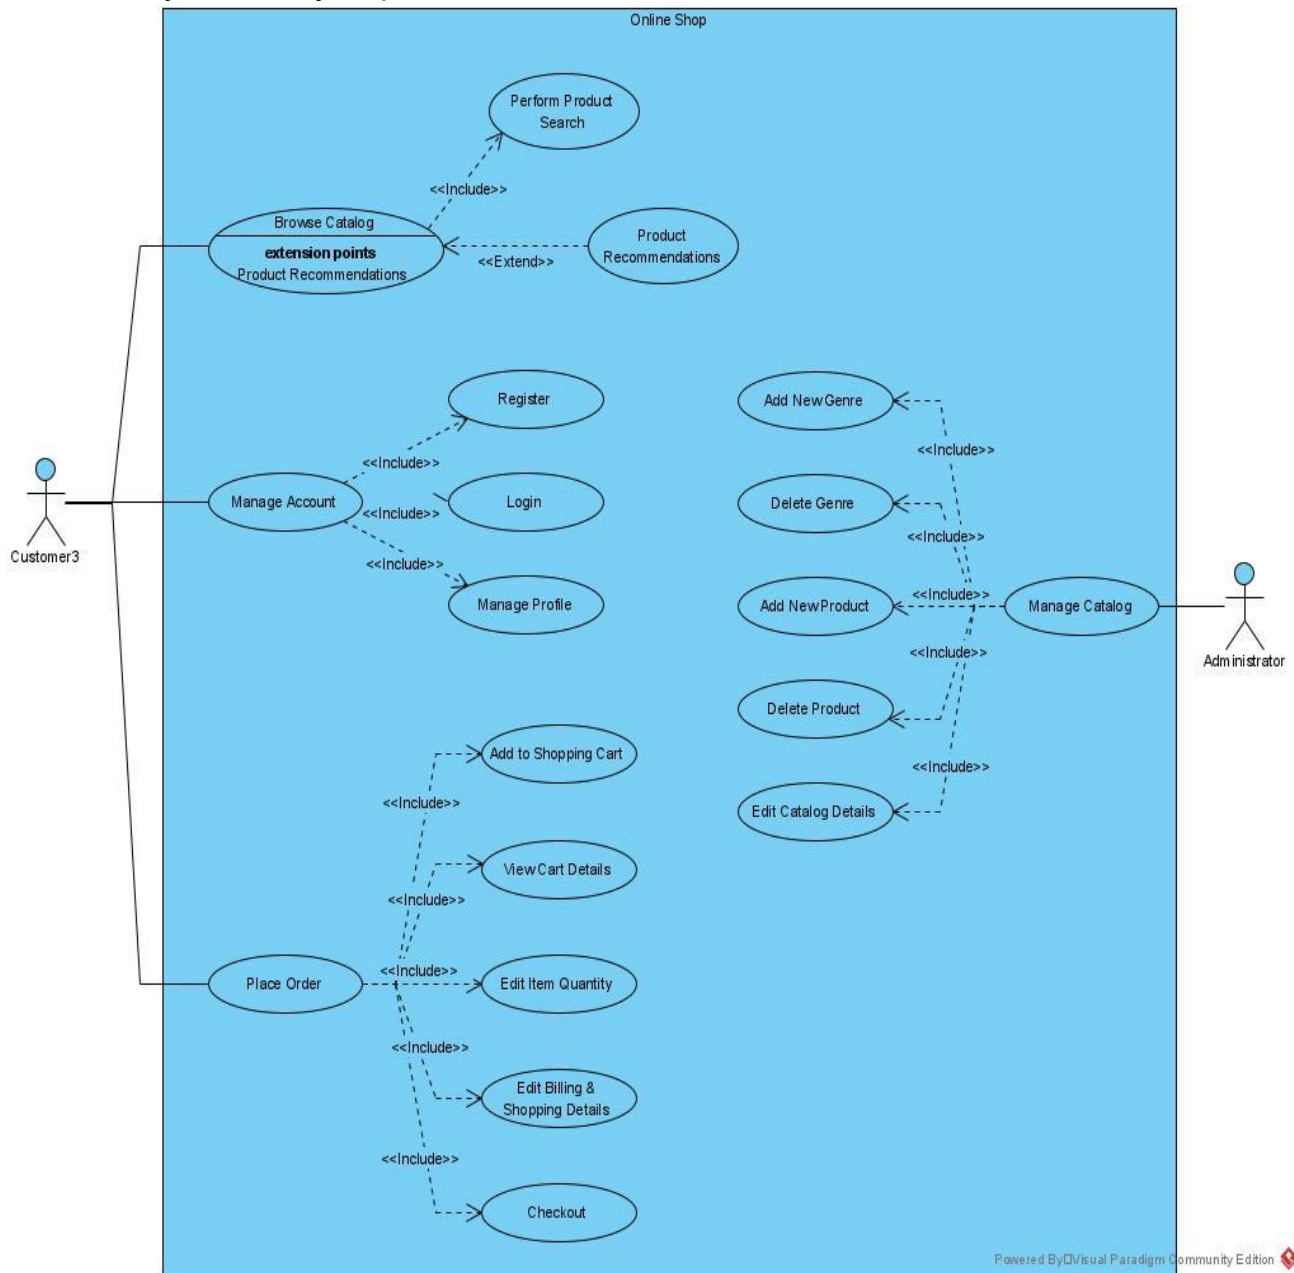 Online Shop
Perform Product
Search
<<Include>>
Browse Catalog
extension points
Product Recommendations
Product
Recommendations
<<Extend>>
Register
<<Include>>
Manage Account
<<Include>>
Login
<<Include>>
Manage Profile
Customer3
Add New Genre
<<Include>>
Delete Genre
<<Include>>
Add New Product
<<Include>>
Manage Catalog
<<Include>>
Administrator
Delete Product
<<Include>>
Edit Catalog Details
Add to Shopping Cart
<<Include>>
View Cart Details
<<Include>>
<<Include>>
Place Order
Edit Item Quantity
<<Include>>
Edit Billing &
Shopping Details
<<Include>>
Checkout
Powered By Visual Paradigm Community Edition